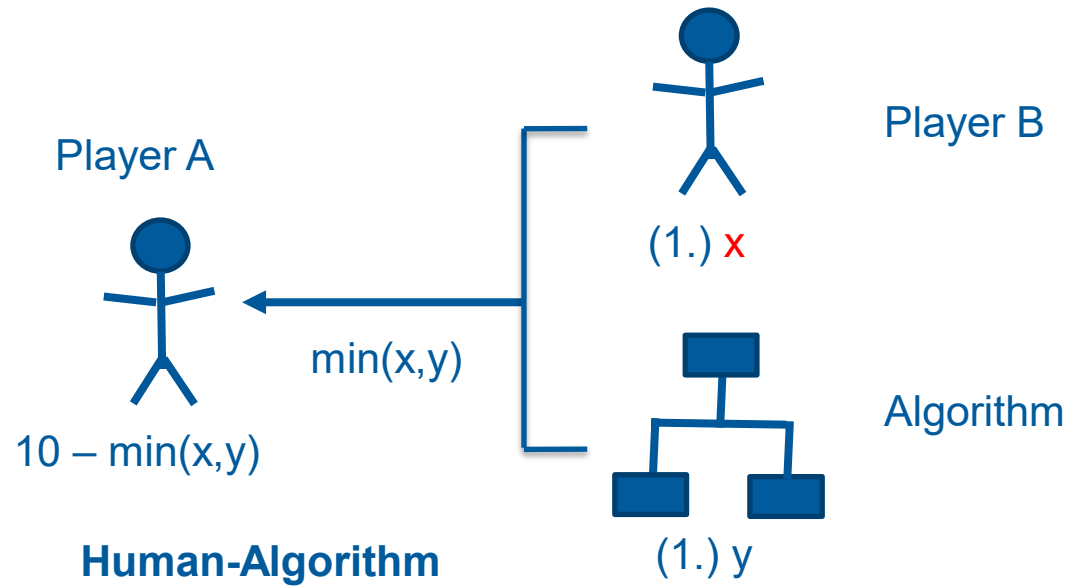 Player A
10 – min(x,y)
min(x,y)
Player B
(1.) x
Algorithm
(1.) y
Human-Algorithm